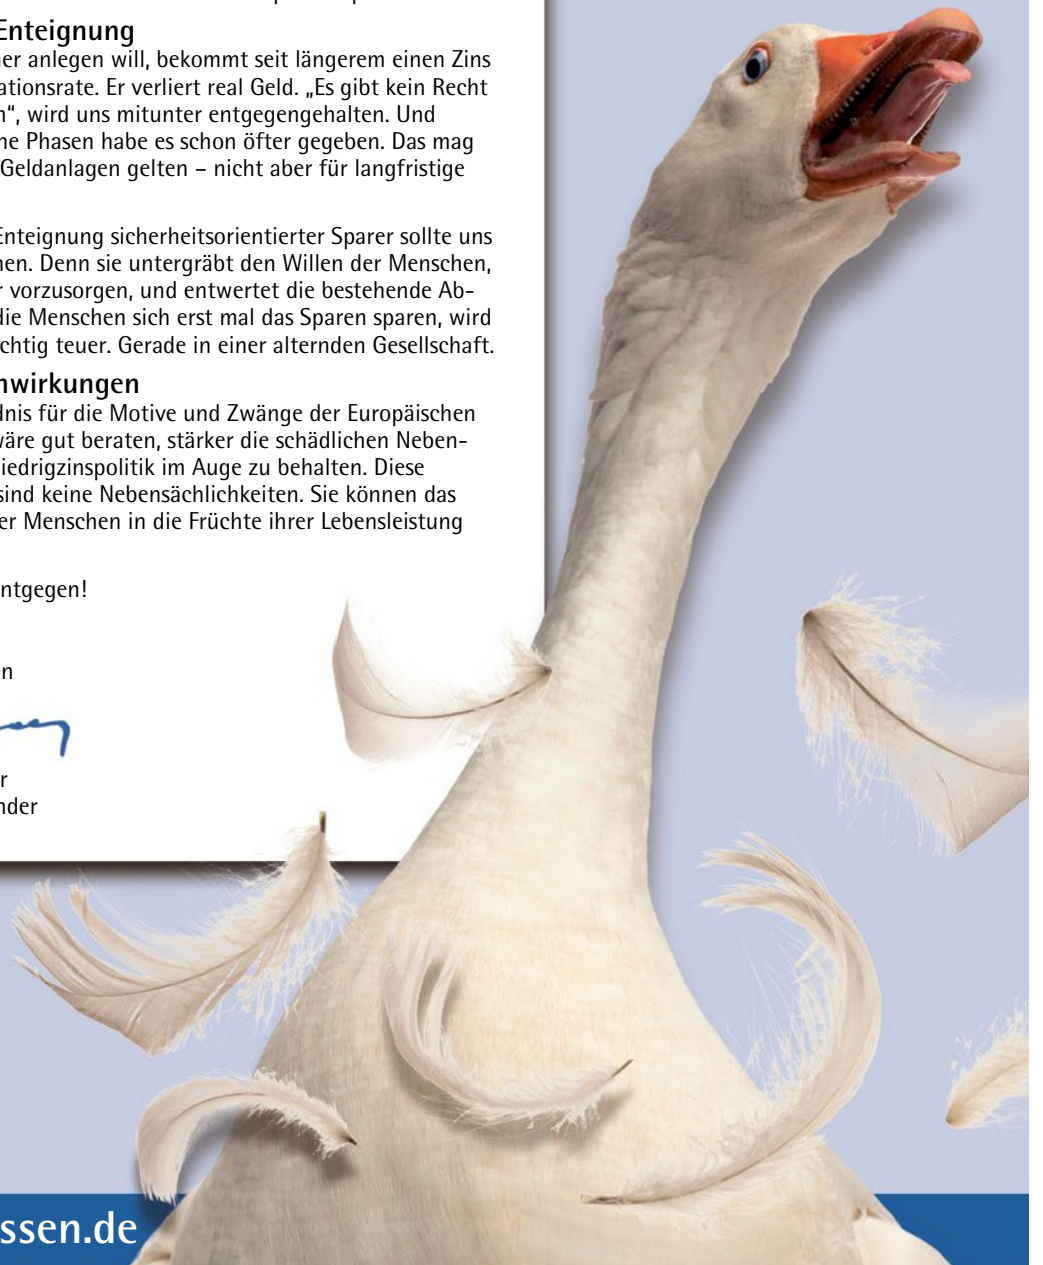 Enteignung
er anlegen will, bekommt seit längerem einen Zins
ationsrate. Er verliert real Geld. „Es gibt kein Recht
n“, wird uns mitunter entgegengehalten. Und
he Phasen habe es schon öfter gegeben. Das mag
Geldanlagen gelten – nicht aber für langfristige
Enteignung sicherheitsorientierter Sparer sollte uns
hen. Denn sie untergräbt den Willen der Menschen,
r vorzusorgen, und entwertet die bestehende Ab-
die Menschen sich erst mal das Sparen sparen, wird
chtig teuer. Gerade in einer alternden Gesellschaft.
nwirkungen
dnis für die Motive und Zwänge der Europäischen
wäre gut beraten, stärker die schädlichen Neben-
iedrigzinspolitik im Auge zu behalten. Diese
sind keine Nebensächlichkeiten. Sie können das
er Menschen in die Früchte ihrer Lebensleistung
ntgegen!
n
r
nder
ssen.de